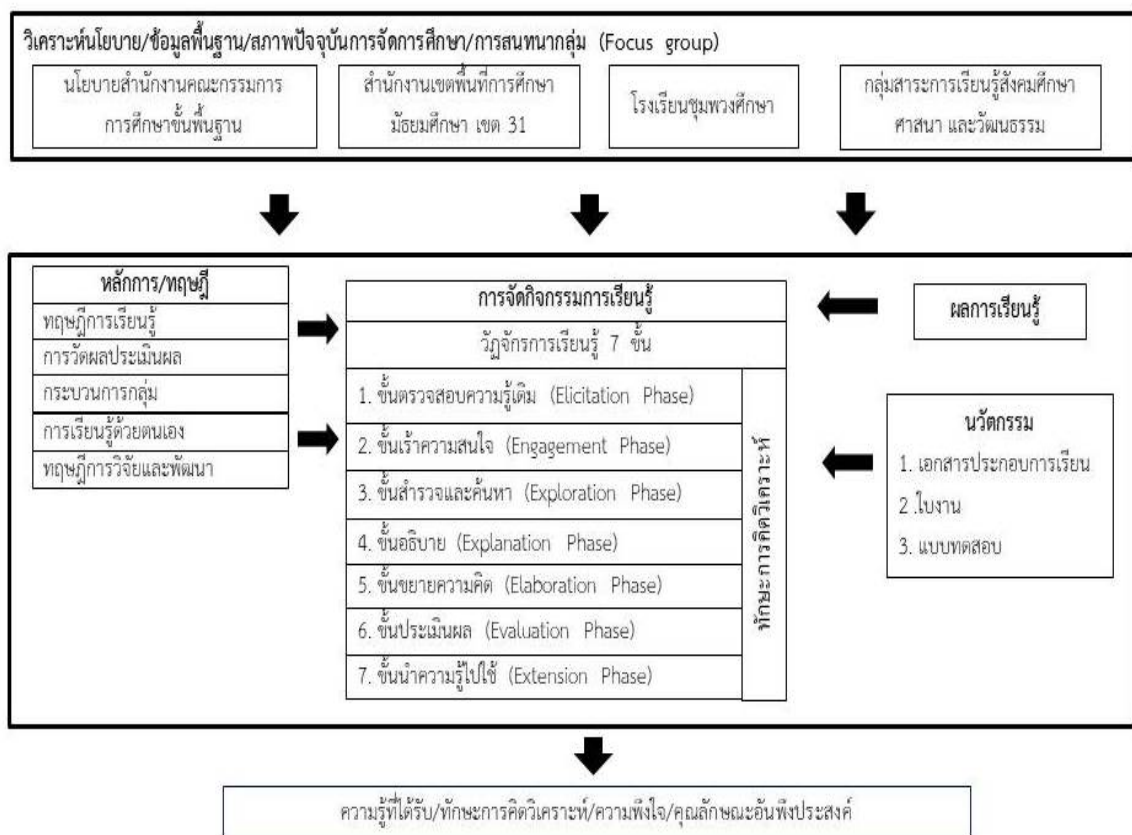 วิเคราะห์นโยบาย/ข้อมูลพื้นฐาน/สภาพปัจจุบันการจัดการศึกษา/การสนทนากลุ่ม (Focus group)
นโยบายสำนักงานคณะกรรมการ
การศึกษาขั้นพื้นฐาน
สำนักงานเขตพื้นที่การศึกษา
มัธยมศึกษา เขต 31
โรงเรียนชุมพวงศึกษา
กลุ่มสาระการเรียนรู้สังคมศึกษา
ศาสนา และวัฒนธรรม
หลักการ/ทฤษฎี
ทฤษฎีการเรียนรู้
การวัดผลประเมินผล
กระบวนการกลุ่ม
การเรียนรู้ด้วยตนเอง
ทฤษฎีการวิจัยและพัฒนา
การจัดกิจกรรมการเรียนรู้
วัฏจักรการเรียนรู้ 7 ขั้น
1. ขั้นตรวจสอบความรู้เดิม (Elicitation Phase)
2. ขั้นเร้าความสนใจ (Engagement Phase)
3. ขั้นสำรวจและค้นหา (Exploration Phase)
4. ขั้นอธิบาย (Explanation Phase)
5. ขั้นขยายความคิด (Elaboration Phase)
6. ขั้นประเมินผล (Evaluation Phase)
7. ขั้นนำความรู้ไปใช้ (Extension Phase)
ทักษะการคิดวิเคราะห์
ผลการเรียนรู้
นวัตกรรม
1. เอกสารประกอบการเรียน
2 .ใบงาน
3. แบบทดสอบ
ความรู้ที่ได้รับ/ทักษะการคิดวิเคราะห์/ความพึงใจ/คุณลักษณะอันพึงประสงค์